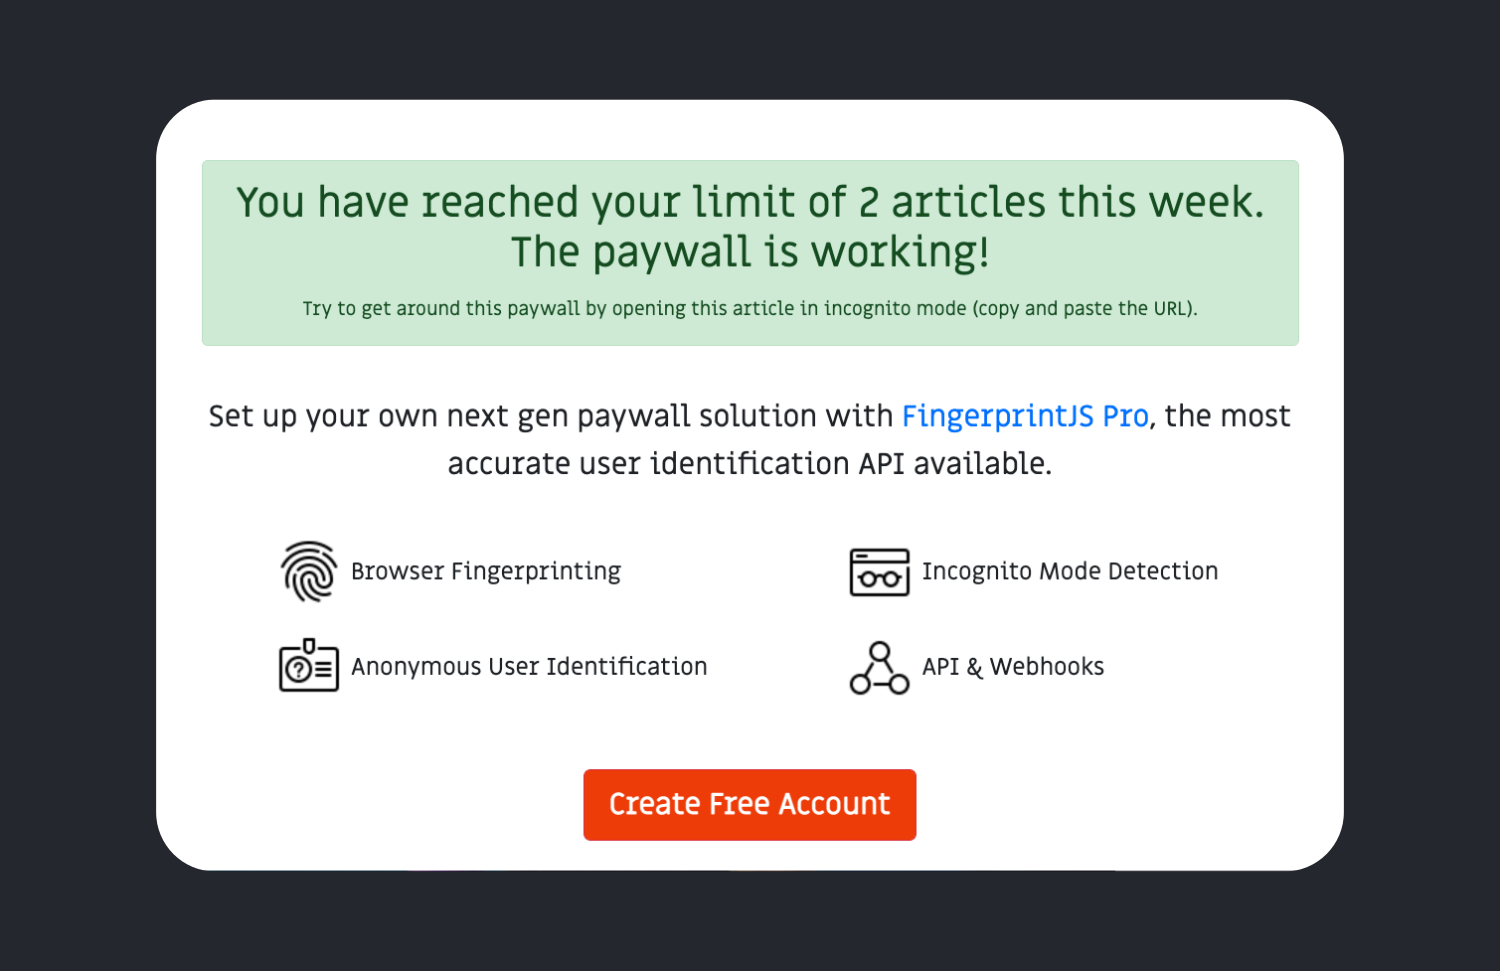 You have reached your limit of 2 articles this week.
The paywall is working!
Try to get around this paywall by opening this article in incognito mode (copy and paste the URL).
Set up your own next gen paywall solution with FingerprintJS Pro, the most
accurate user identification API available.
Browser Fingerprinting
Incognito Mode Detection
Anonymous User Identification
API & Webhooks
Create Free Account